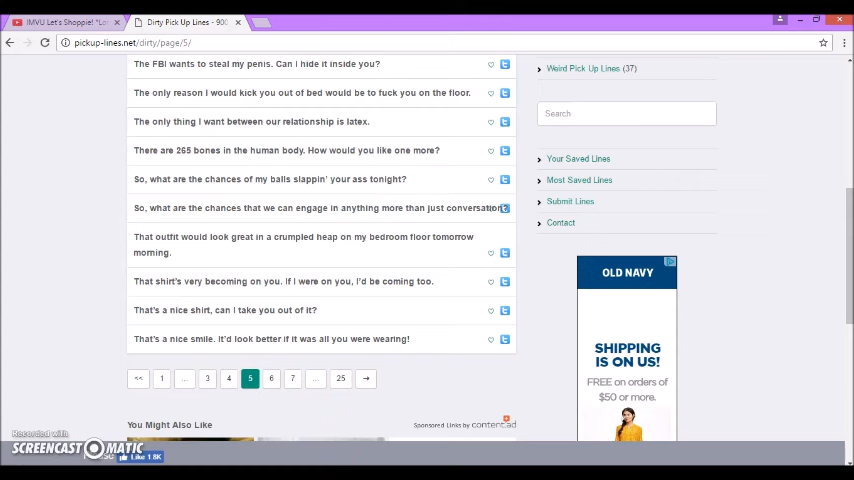 IMVU Let's Shoppie! *Lo
Dirty Pick Up Lines - 900
pickup-lines.net/dirty/page/5/
The FBI wants to steal my penis. Can I hide it inside you?
The only reason I would kick you out of bed would be to fuck you on the floor.
The only thing I want between our relationship is latex.
There are 265 bones in the human body. How would you like one more?
So, what are the chances of my balls slappin' your ass tonight?
So, what are the chances that we can engage in anything more than just conversation?
That outfit would look great in a crumpled heap on my bedroom floor tomorrow
morning.
That shirt's very becoming on you. If I were on you, I'd be coming too.
That's a nice shirt, can I take you out of it?
That's a nice smile. It'd look better if it was all you were wearing!
<< 1 ... 3 4 5 6 7 ... 25 →
You Might Also Like
Sponsored Links by content.ad
Weird Pick Up Lines (37)
Search
Your Saved Lines
Most Saved Lines
Submit Lines
Contact
OLD NAVY
SHIPPING
IS ON US!
FREE on orders of
$50 or more.
Recorded with
SCREENCAST MATIC
Like 1.8K